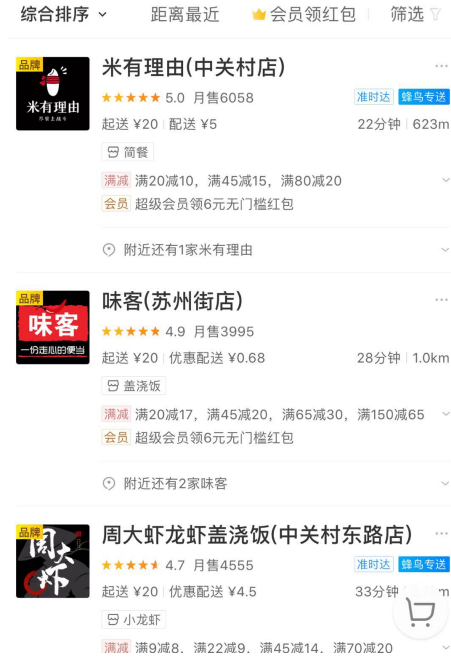 综合排序 距离最近 会员领红包 筛选
品牌
米有理由
米有理由(中关村店)
5.0 月售6058 准时达 蜂鸟专送
起送 ¥20 配送 ¥5 22分钟 623m
简餐
满减 满20减10，满45减15，满80减20
会员 超级会员领6元无门槛红包
附近还有1家米有理由
品牌
味客
一份走心的便当
味客(苏州街店)
4.9 月售3995
起送 ¥20 优惠配送 ¥0.68 28分钟 1.0km
盖浇饭
满减 满20减17，满45减20，满65减30，满150减65
会员 超级会员领6元无门槛红包
附近还有2家味客
品牌
周大虾
周大虾龙虾盖浇饭(中关村东路店)
4.7 月售4555 准时达 蜂鸟专送
起送 ¥20 优惠配送 ¥4.5 33分钟
小龙虾
满减 满9减8，满22减9，满45减14，满70减20